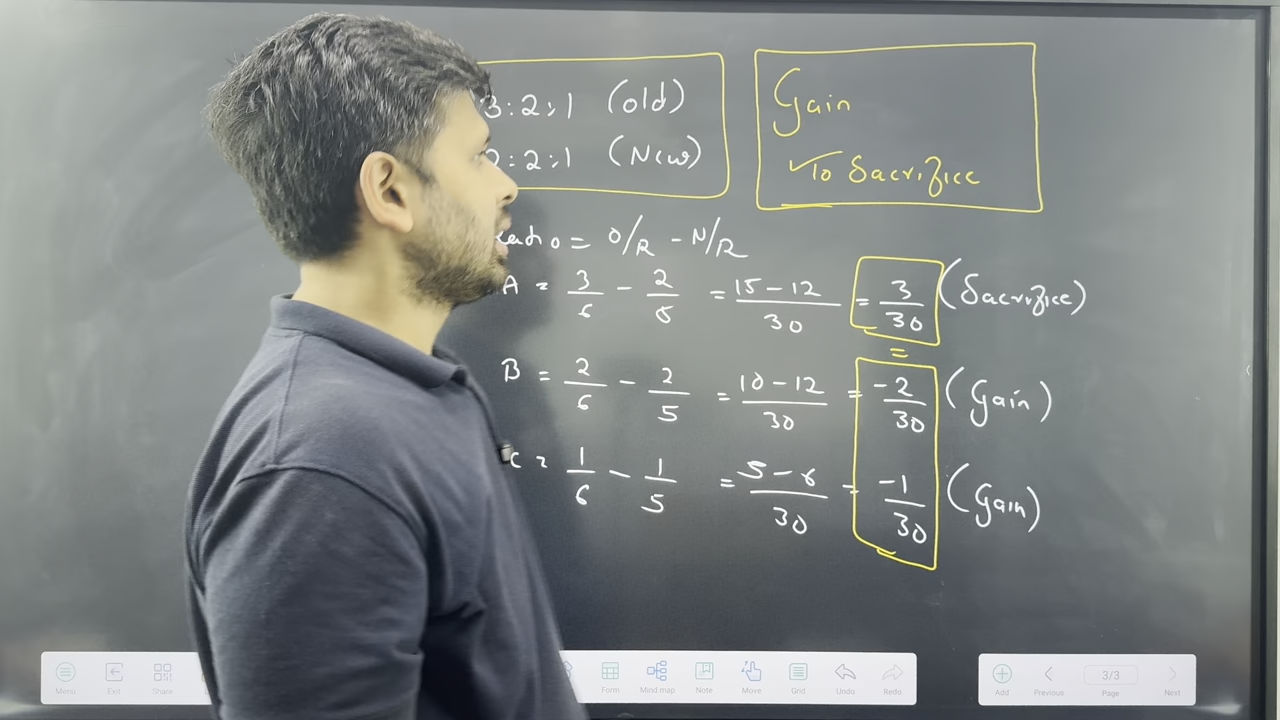 3:2:1 (old)
2:2:1 (New)
Gain
✓To Sacrifice
= O/R - N/R
A = 3/6 - 2/5 = 15-12/30 = 3/30 (Sacrifice)
=
B = 2/6 - 2/5 = 10-12/30 = -2/30 (Gain)
C = 1/6 - 1/5 = 5-6/30 = -1/30 (Gain)
Menu Exit Share Form Mind map Note Move Grid Undo Redo Add Previous 3/3 Page Next